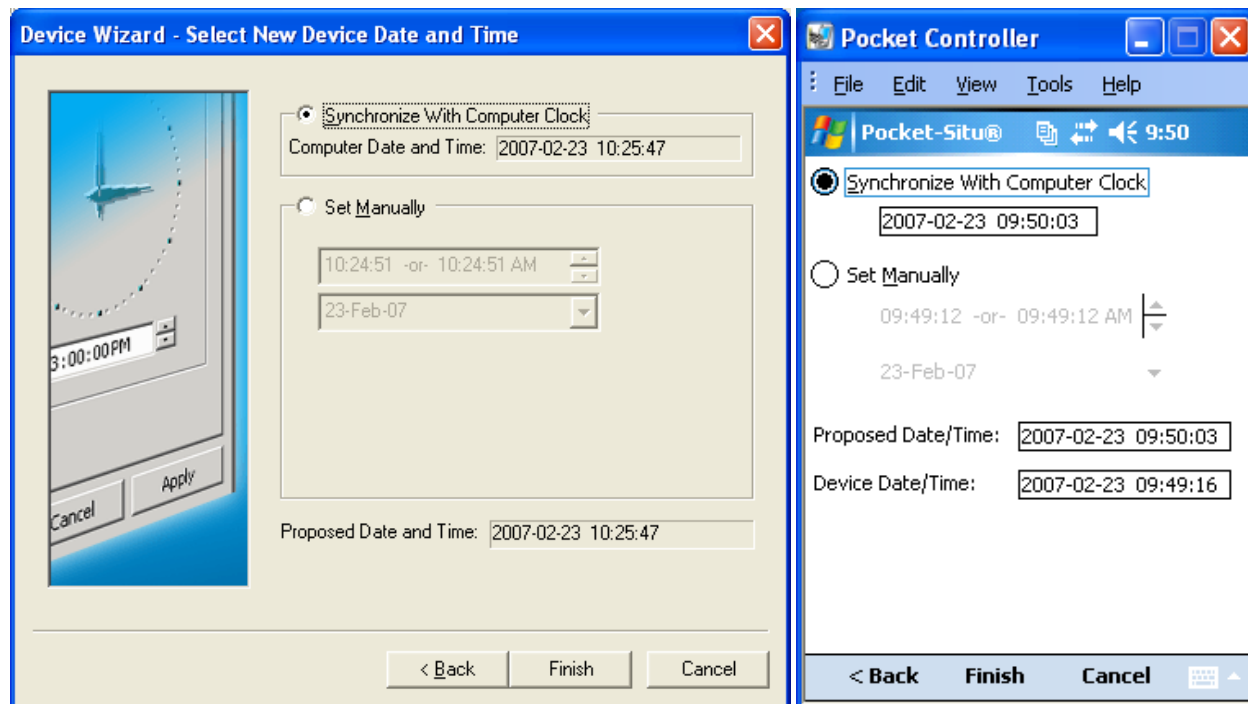 Device Wizard - Select New Device Date and Time
Synchronize With Computer Clock
Computer Date and Time: 2007-02-23 10:25:47
Set Manually
10:24:51 -or- 10:24:51 AM
23-Feb-07
3:00:00PM
Cancel
Apply
Proposed Date and Time: 2007-02-23 10:25:47
< Back
Finish
Cancel
Pocket Controller
File Edit View Tools Help
Pocket-Situ® 9:50
Synchronize With Computer Clock
2007-02-23 09:50:03
Set Manually
09:49:12 -or- 09:49:12 AM
23-Feb-07
Proposed Date/Time: 2007-02-23 09:50:03
Device Date/Time: 2007-02-23 09:49:16
< Back Finish Cancel